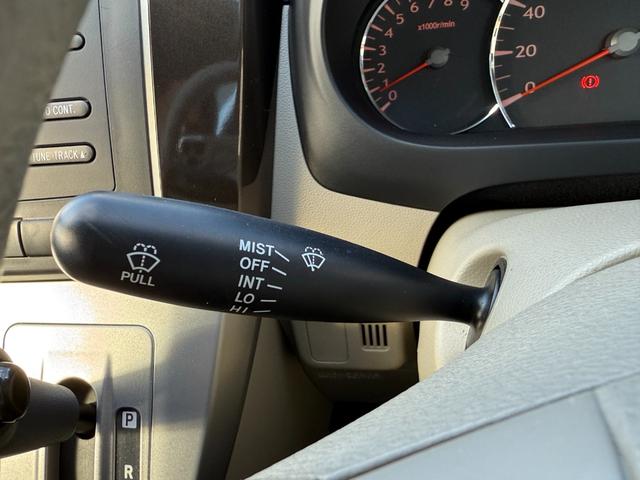 5 6 7 8 9
4
3
2
1
0
x1000r/min
40
20
0
O CONT.
TUNE TRACK
MIST
OFF
INT
LO
HI
PULL
P
R